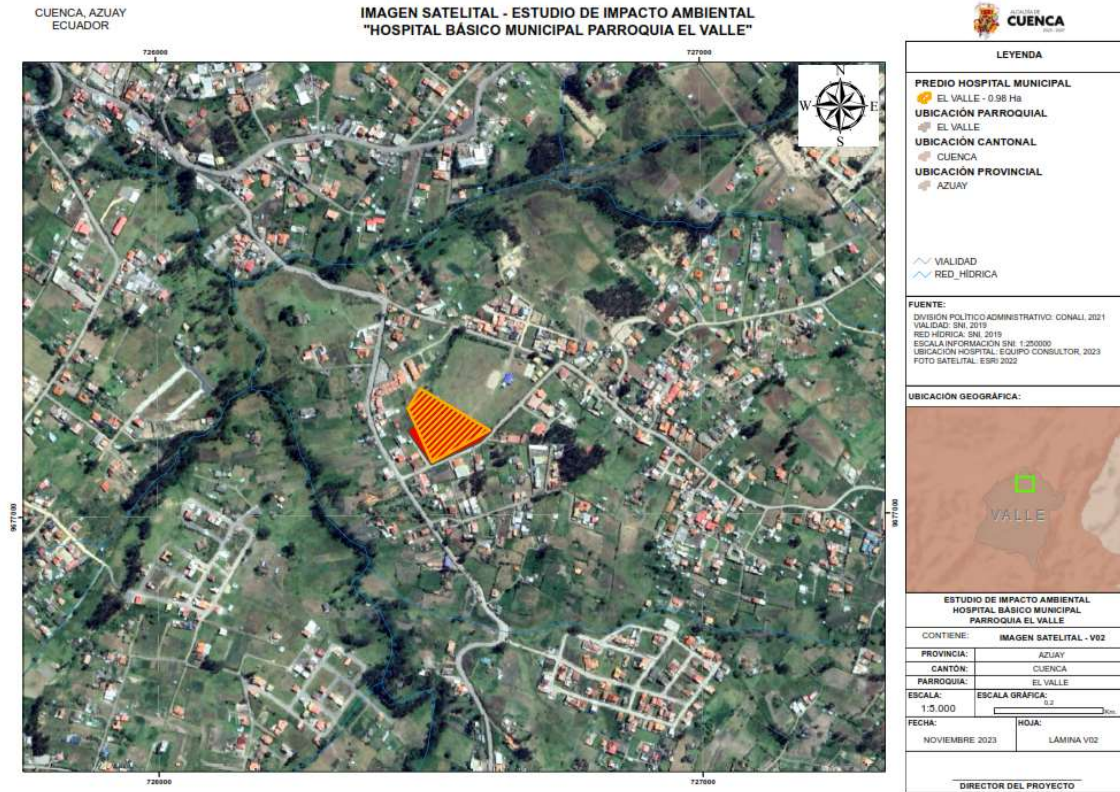 CUENCA, AZUAY
ECUADOR
IMAGEN SATELITAL - ESTUDIO DE IMPACTO AMBIENTAL
"HOSPITAL BÁSICO MUNICIPAL PARROQUIA EL VALLE"
ALCALDÍA DE
CUENCA
726000
727000
N
W
E
S
9677000
9677000
726000
727000
LEYENDA
PREDIO HOSPITAL MUNICIPAL
EL VALLE - 0.98 Ha
UBICACIÓN PARROQUIAL
EL VALLE
UBICACIÓN CANTONAL
CUENCA
UBICACIÓN PROVINCIAL
AZUAY
VIALIDAD
RED_HÍDRICA
FUENTE:
DIVISIÓN POLÍTICO ADMINISTRATIVO: CONALI, 2021
VIALIDAD: SNI, 2019
RED HÍDRICA: SNI, 2019
ESCALA INFORMACIÓN SNI: 1:250000
UBICACIÓN HOSPITAL: EQUIPO CONSULTOR, 2023
FOTO SATELITAL: ESRI 2022
UBICACIÓN GEOGRÁFICA:
VALLE
ESTUDIO DE IMPACTO AMBIENTAL
HOSPITAL BÁSICO MUNICIPAL
PARROQUIA EL VALLE
CONTIENE: IMAGEN SATELITAL - V02
PROVINCIA: AZUAY
CANTÓN: CUENCA
PARROQUIA: EL VALLE
ESCALA: ESCALA GRÁFICA:
1:5.000 0,2
Km.
FECHA: HOJA:
NOVIEMBRE 2023 LÁMINA V02
DIRECTOR DEL PROYECTO